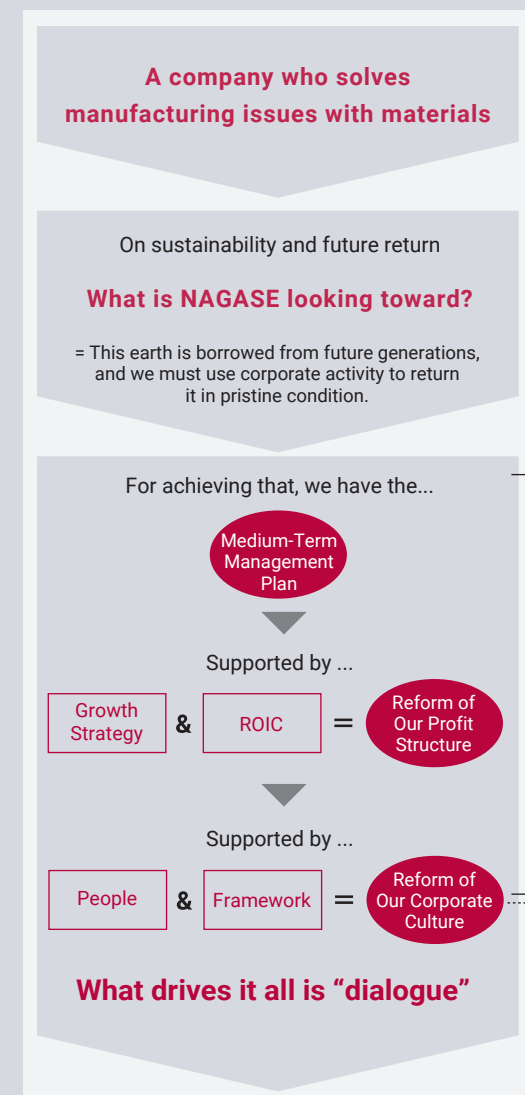 A company who solves
manufacturing issues with materials
On sustainability and future return
What is NAGASE looking toward?
= This earth is borrowed from future generations,
and we must use corporate activity to return
it in pristine condition.
For achieving that, we have the...
Medium-Term
Management
Plan
Supported by ...
Growth
Strategy
&
ROIC
=
Reform of
Our Profit
Structure
Supported by ...
People
&
Framework
=
Reform of
Our Corporate
Culture
What drives it all is “dialogue”